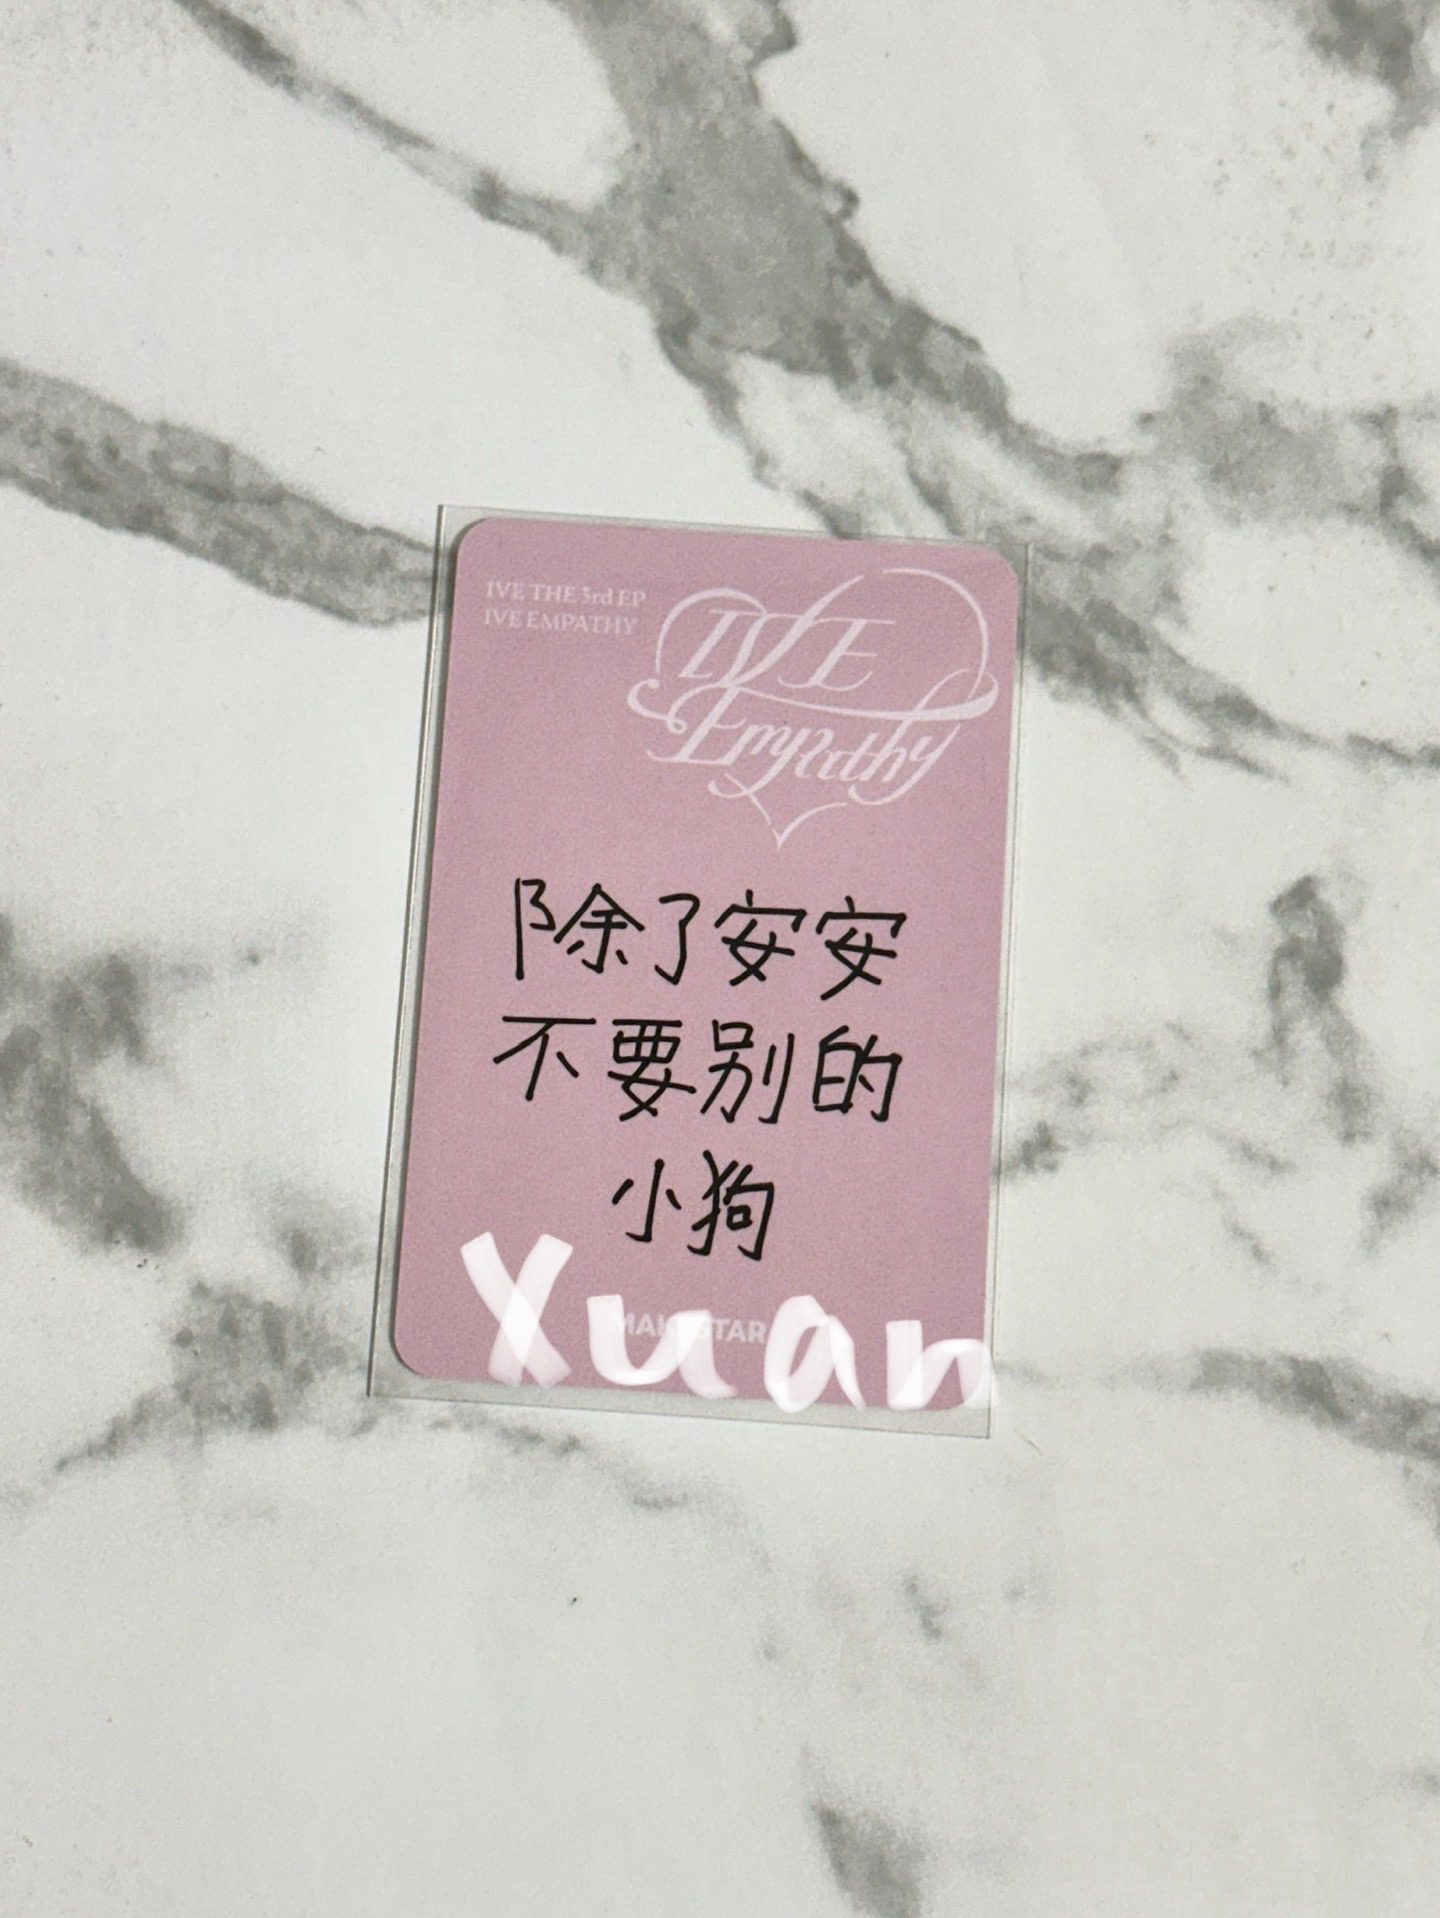 IVE THE 3rd EP
IVE EMPATHY
IVE
Empathy
除了安安
不要别的
小狗
MAKESTAR
Xuan